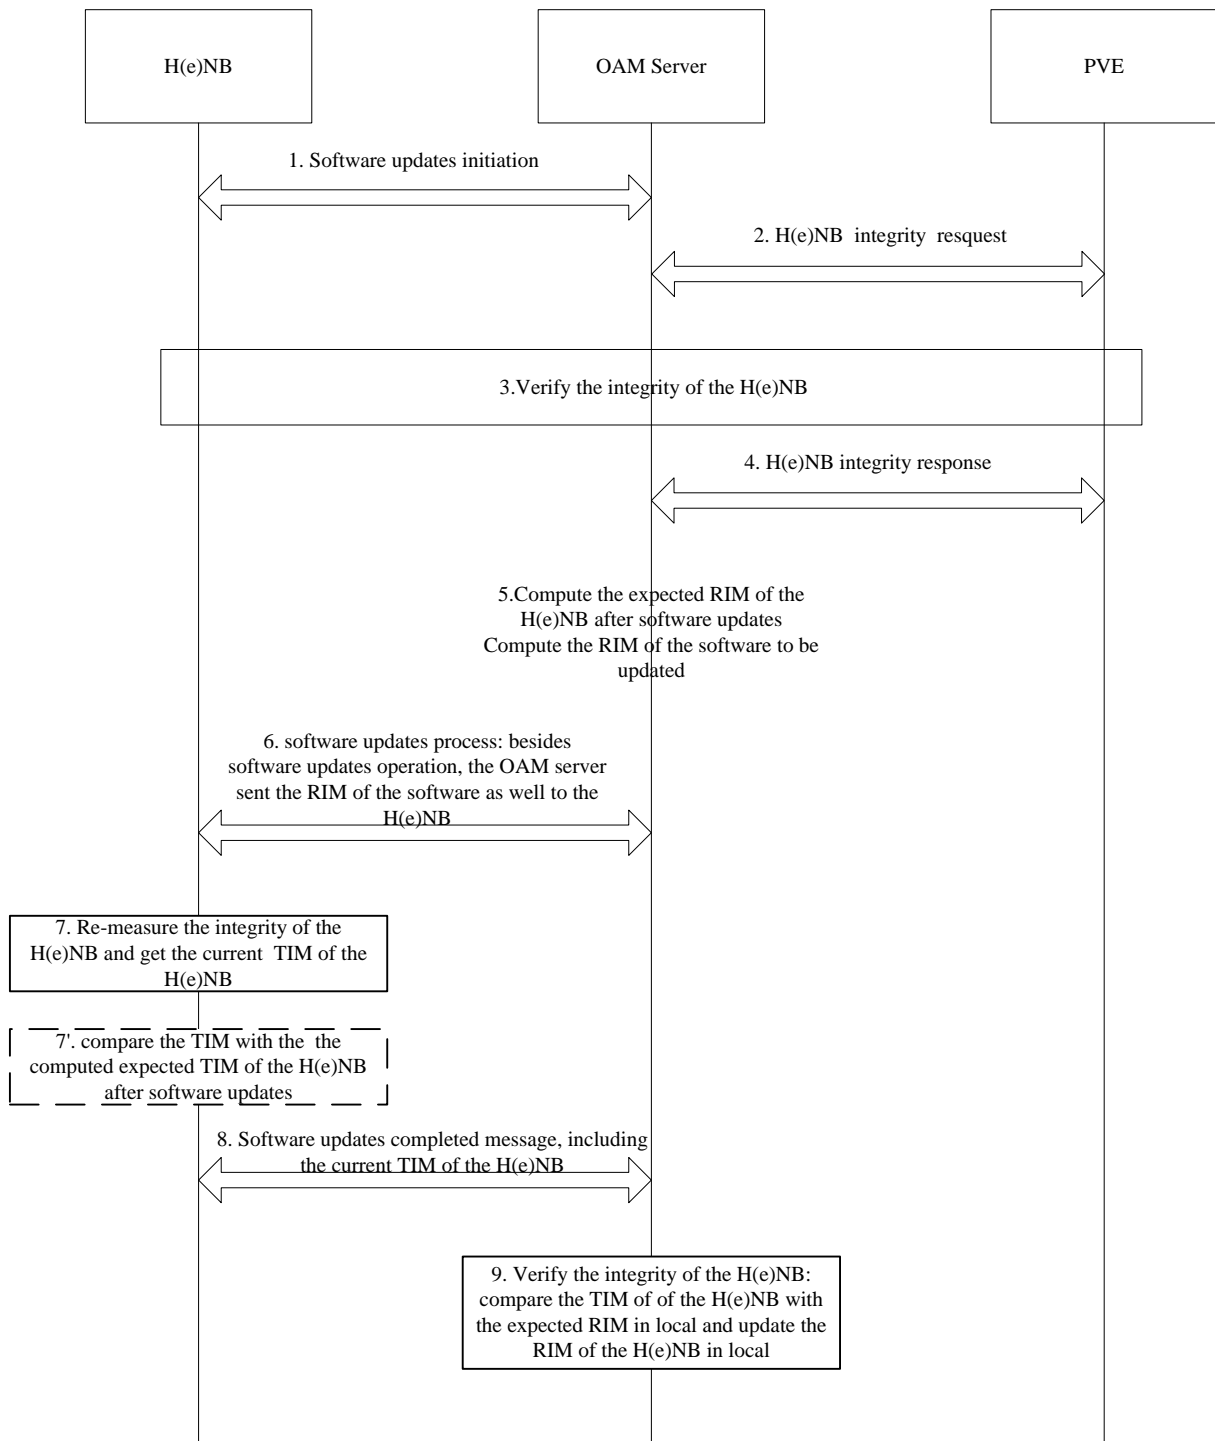 H(e)NB
OAM Server
PVE
1. Software updates initiation
2. H(e)NB integrity resquest
3.Verify the integrity of the H(e)NB
4. H(e)NB integrity response
5.Compute the expected RIM of the
H(e)NB after software updates
Compute the RIM of the software to be
updated
6. software updates process: besides
software updates operation, the OAM server
sent the RIM of the software as well to the
H(e)NB
7. Re-measure the integrity of the
H(e)NB and get the current TIM of the
H(e)NB
7'. compare the TIM with the the
computed expected TIM of the H(e)NB
after software updates
8. Software updates completed message, including
the current TIM of the H(e)NB
9. Verify the integrity of the H(e)NB:
compare the TIM of of the H(e)NB with
the expected RIM in local and update the
RIM of the H(e)NB in local